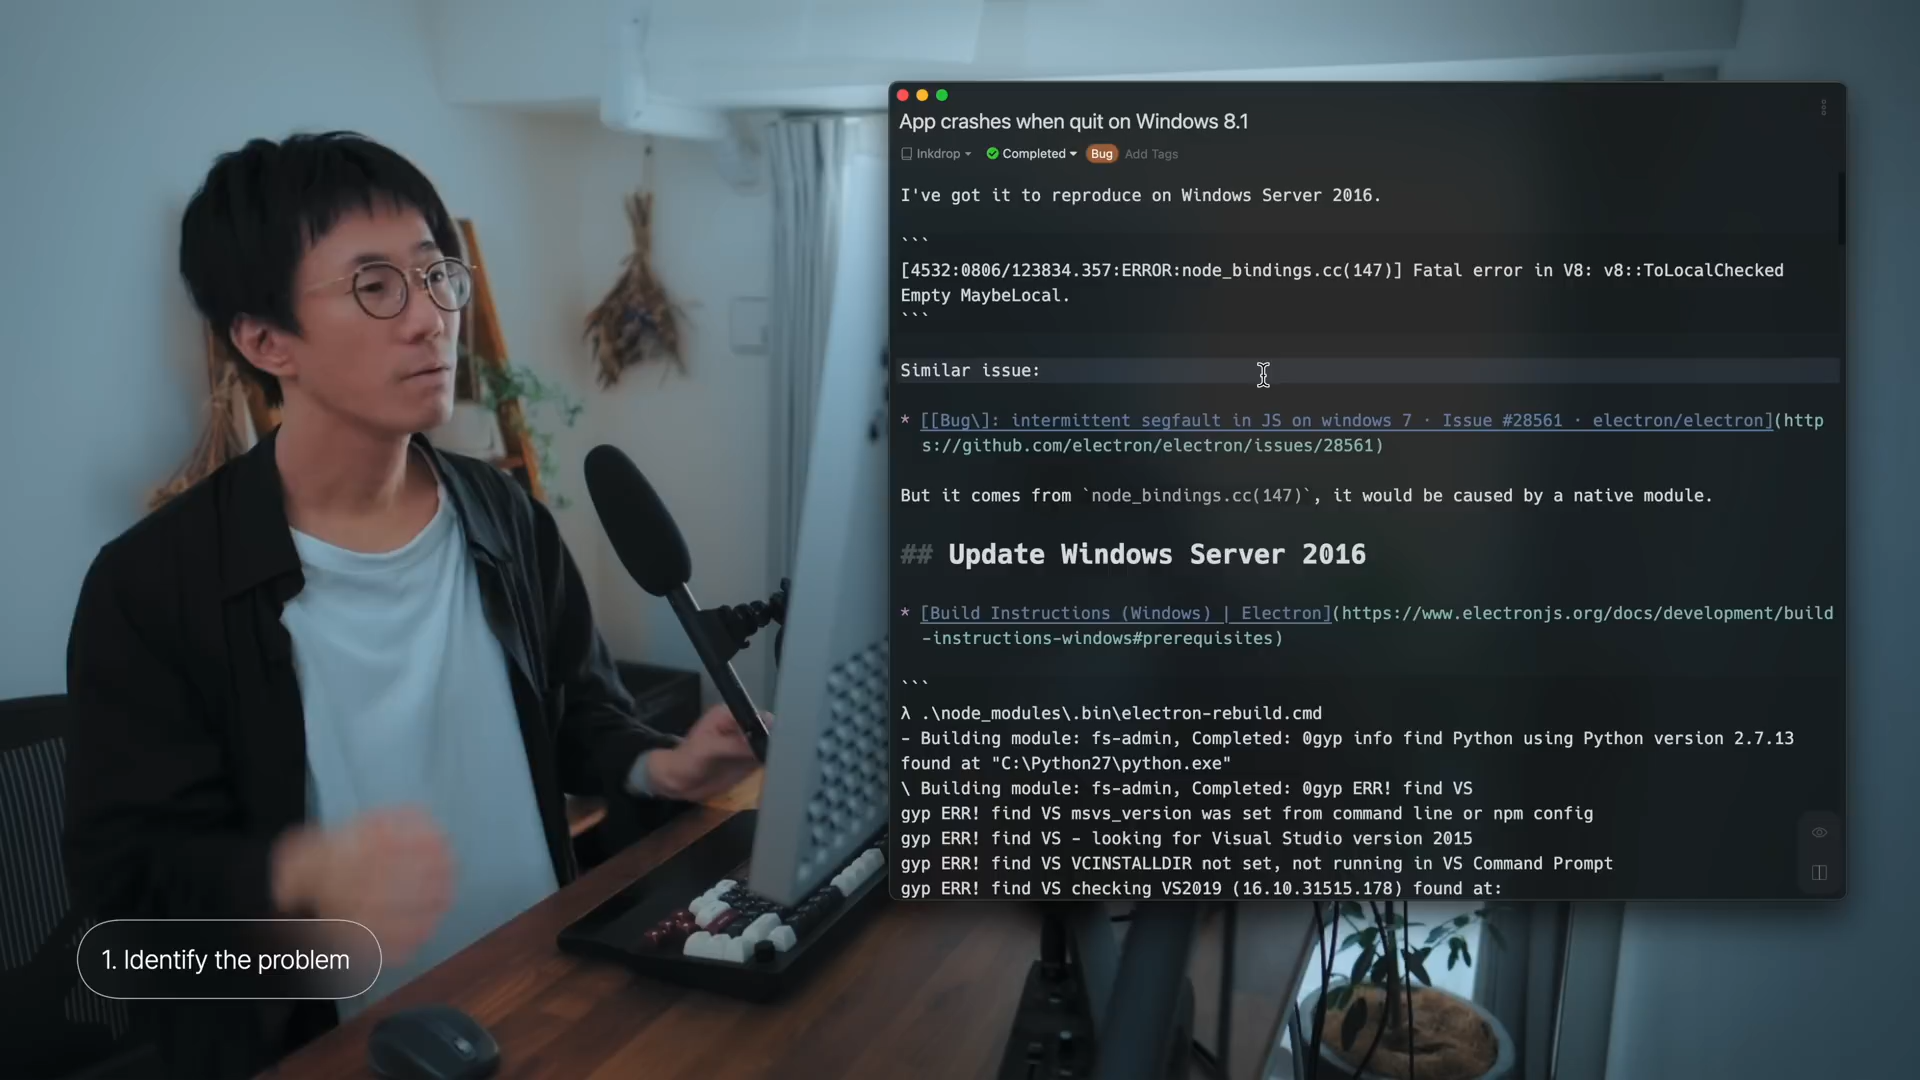 App crashes when quit on Windows 8.1
Inkdrop Completed Bug Add Tags
I've got it to reproduce on Windows Server 2016.
```
[4532:0806/123834.357:ERROR:node_bindings.cc(147)] Fatal error in V8: v8::ToLocalChecked
Empty MaybeLocal.
```
Similar issue:
* [[Bug\]: intermittent segfault in JS on windows 7 · Issue #28561 · electron/electron](http
s://github.com/electron/electron/issues/28561)
But it comes from `node_bindings.cc(147)`, it would be caused by a native module.
## Update Windows Server 2016
* [Build Instructions (Windows) | Electron](https://www.electronjs.org/docs/development/build
-instructions-windows#prerequisites)
```
λ .\node_modules\.bin\electron-rebuild.cmd
- Building module: fs-admin, Completed: 0gyp info find Python using Python version 2.7.13
found at "C:\Python27\python.exe"
\ Building module: fs-admin, Completed: 0gyp ERR! find VS
gyp ERR! find VS msvs_version was set from command line or npm config
gyp ERR! find VS - looking for Visual Studio version 2015
gyp ERR! find VS VCINSTALLDIR not set, not running in VS Command Prompt
gyp ERR! find VS checking VS2019 (16.10.31515.178) found at:
1. Identify the problem